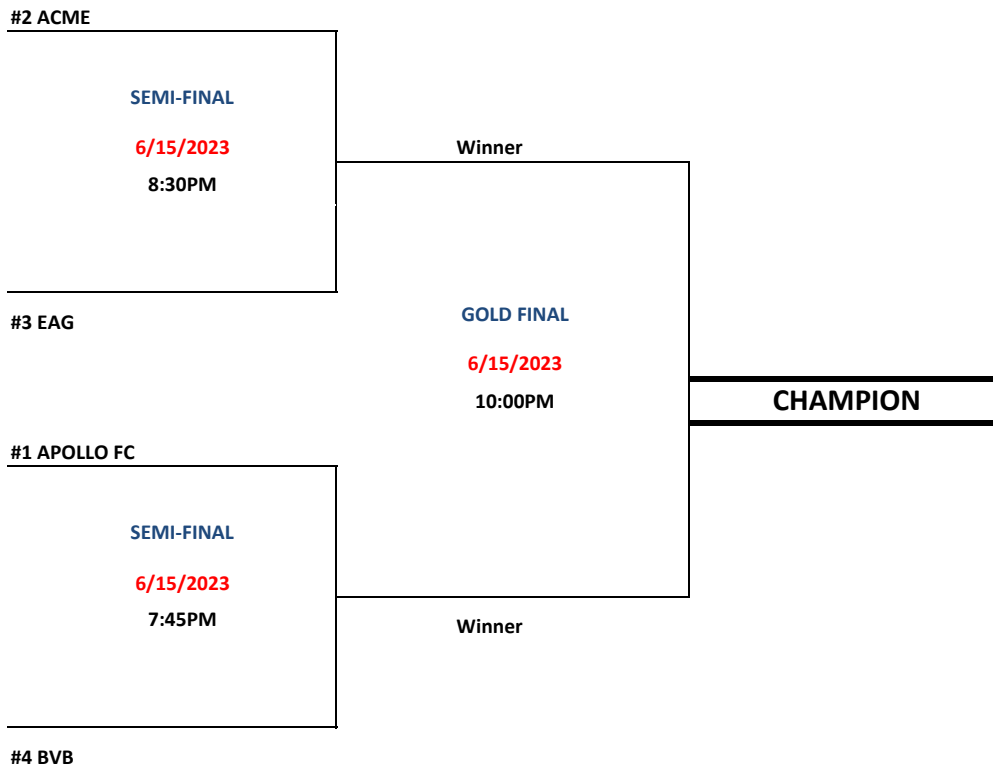 #2 ACME
SEMI-FINAL
6/15/2023
8:30PM
Winner
#3 EAG
GOLD FINAL
6/15/2023
10:00PM
CHAMPION
#1 APOLLO FC
SEMI-FINAL
6/15/2023
7:45PM
Winner
#4 BVB